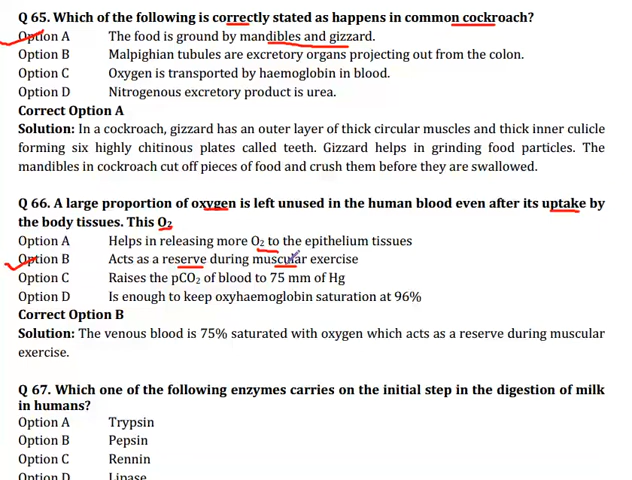 Q 65. Which of the following is correctly stated as happens in common cockroach?
Option A The food is ground by mandibles and gizzard.
Option B Malpighian tubules are excretory organs projecting out from the colon.
Option C Oxygen is transported by haemoglobin in blood.
Option D Nitrogenous excretory product is urea.
Correct Option A
Solution: In a cockroach, gizzard has an outer layer of thick circular muscles and thick inner culicle
forming six highly chitinous plates called teeth. Gizzard helps in grinding food particles. The
mandibles in cockroach cut off pieces of food and crush them before they are swallowed.
Q 66. A large proportion of oxygen is left unused in the human blood even after its uptake by
the body tissues. This O₂
Option A Helps in releasing more O₂ to the epithelium tissues
Option B Acts as a reserve during muscular exercise
Option C Raises the pCO₂ of blood to 75 mm of Hg
Option D Is enough to keep oxyhaemoglobin saturation at 96%
Correct Option B
Solution: The venous blood is 75% saturated with oxygen which acts as a reserve during muscular
exercise.
Q 67. Which one of the following enzymes carries on the initial step in the digestion of milk
in humans?
Option A Trypsin
Option B Pepsin
Option C Rennin
Option D Lipase